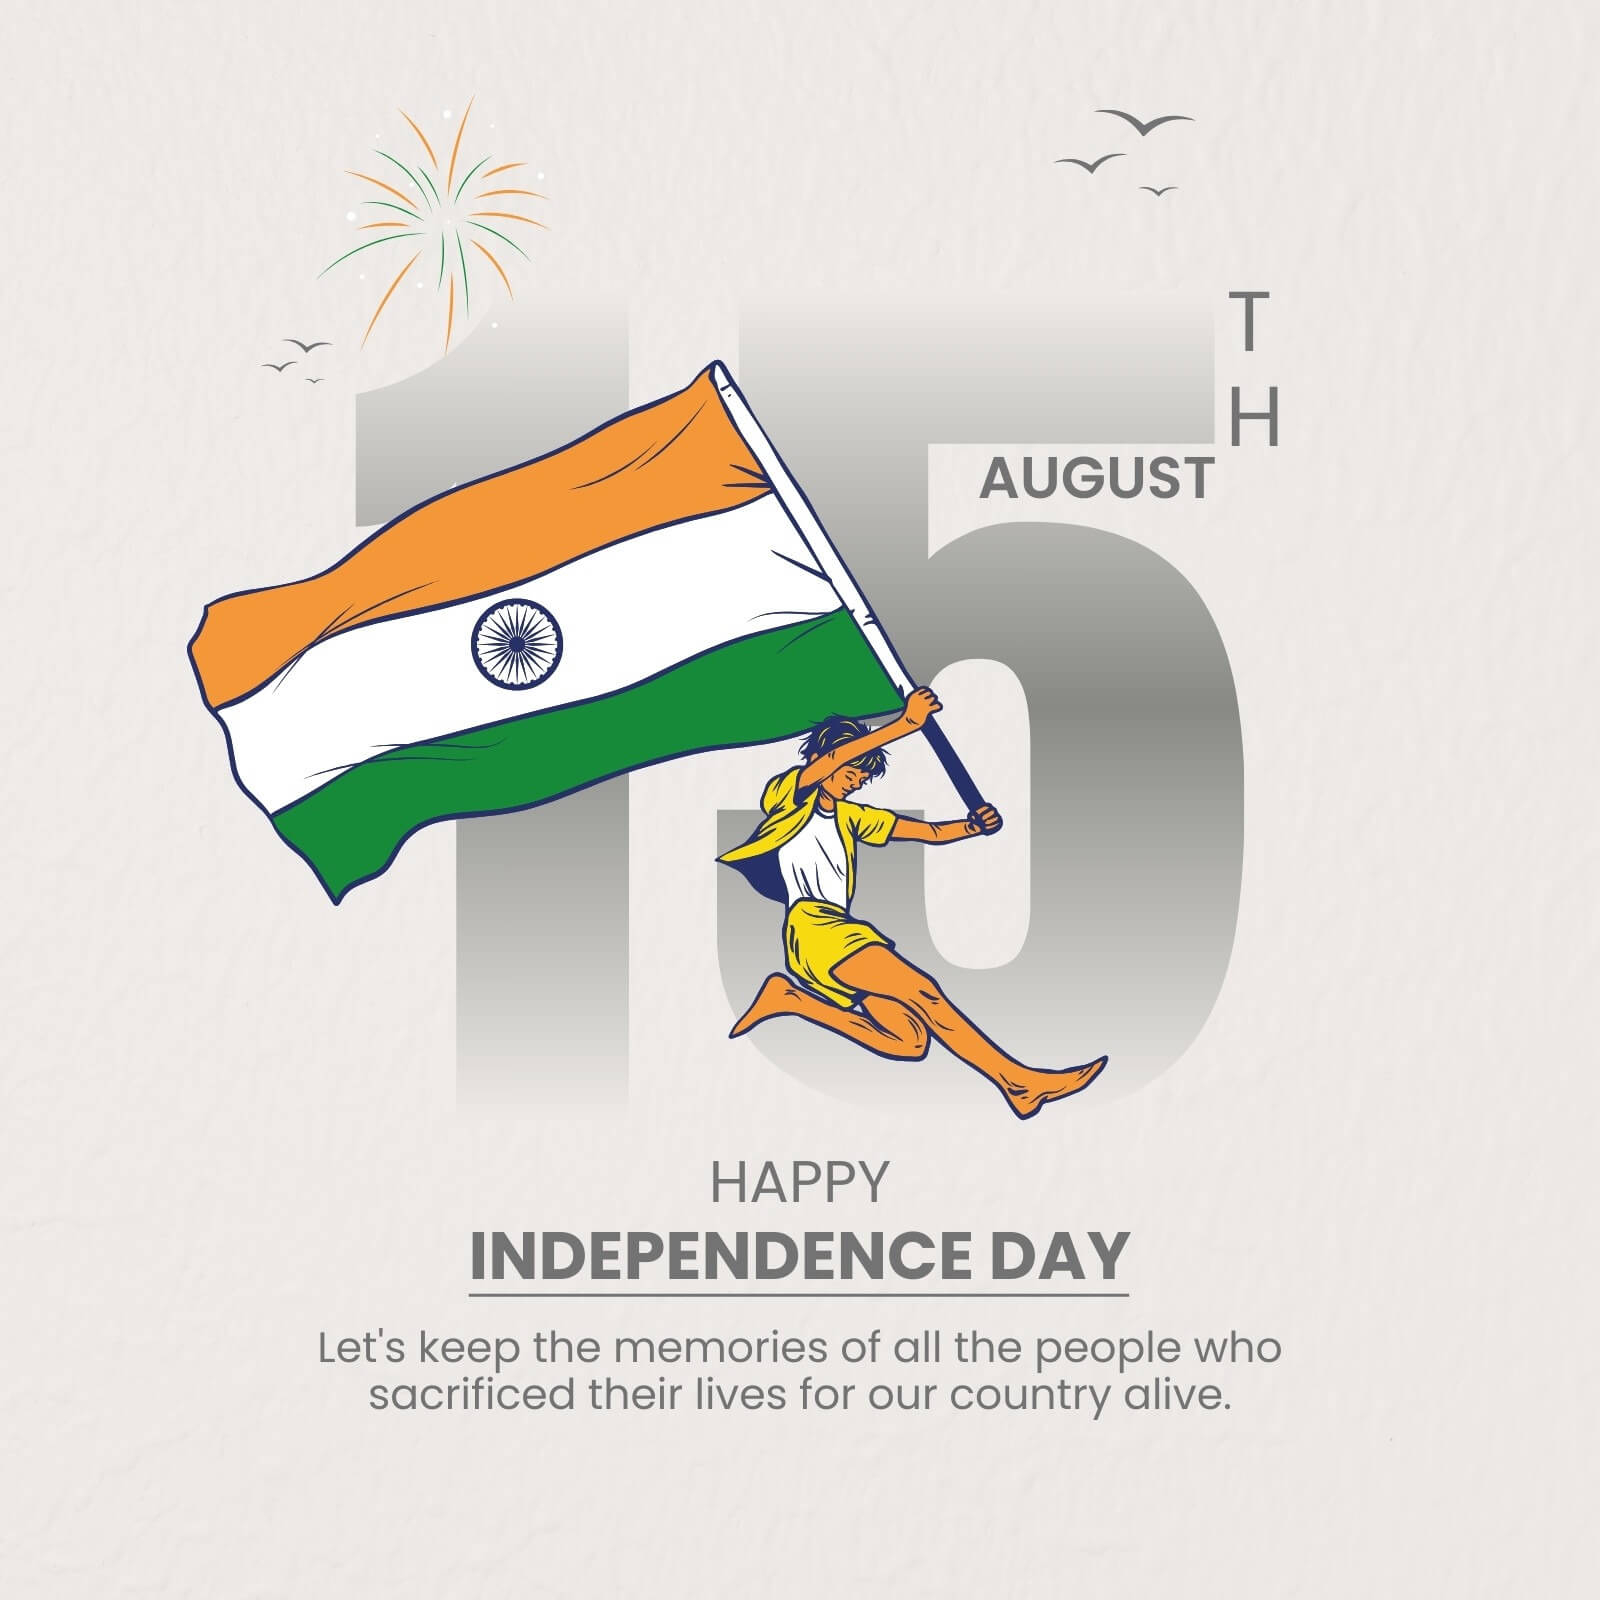 15
TH
AUGUST
HAPPY
INDEPENDENCE DAY
Let's keep the memories of all the people who
sacrificed their lives for our country alive.